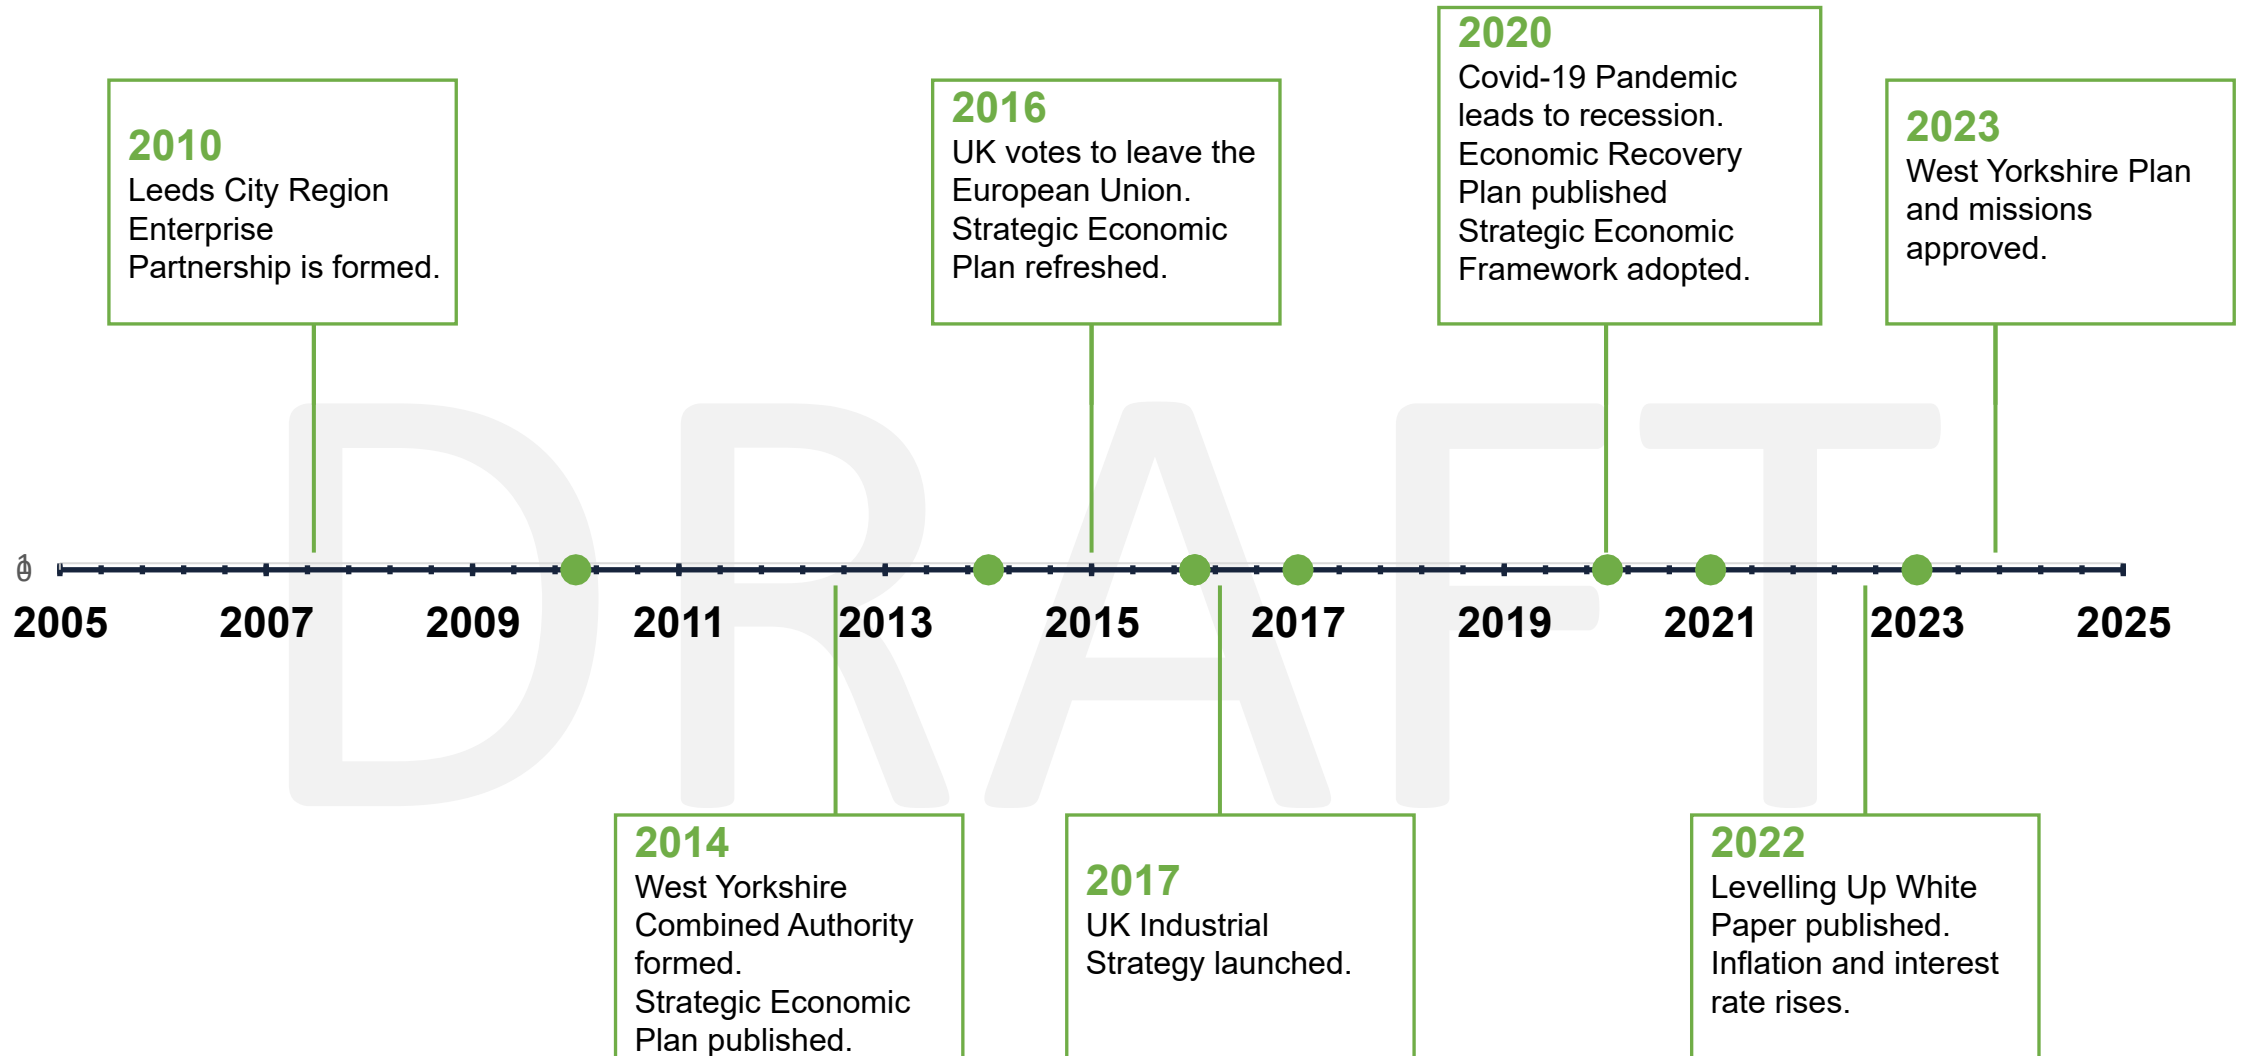 2010
Leeds City Region
Enterprise
Partnership is formed.
2016
UK votes to leave the
European Union.
Strategic Economic
Plan refreshed.
2020
Covid-19 Pandemic
leads to recession.
Economic Recovery
Plan published
Strategic Economic
Framework adopted.
2023
West Yorkshire Plan
and missions
approved.
DRAFT
1
0
2005 2007 2009 2011 2013 2015 2017 2019 2021 2023 2025
2014
West Yorkshire
Combined Authority
formed.
Strategic Economic
Plan published.
2017
UK Industrial
Strategy launched.
2022
Levelling Up White
Paper published.
Inflation and interest
rate rises.